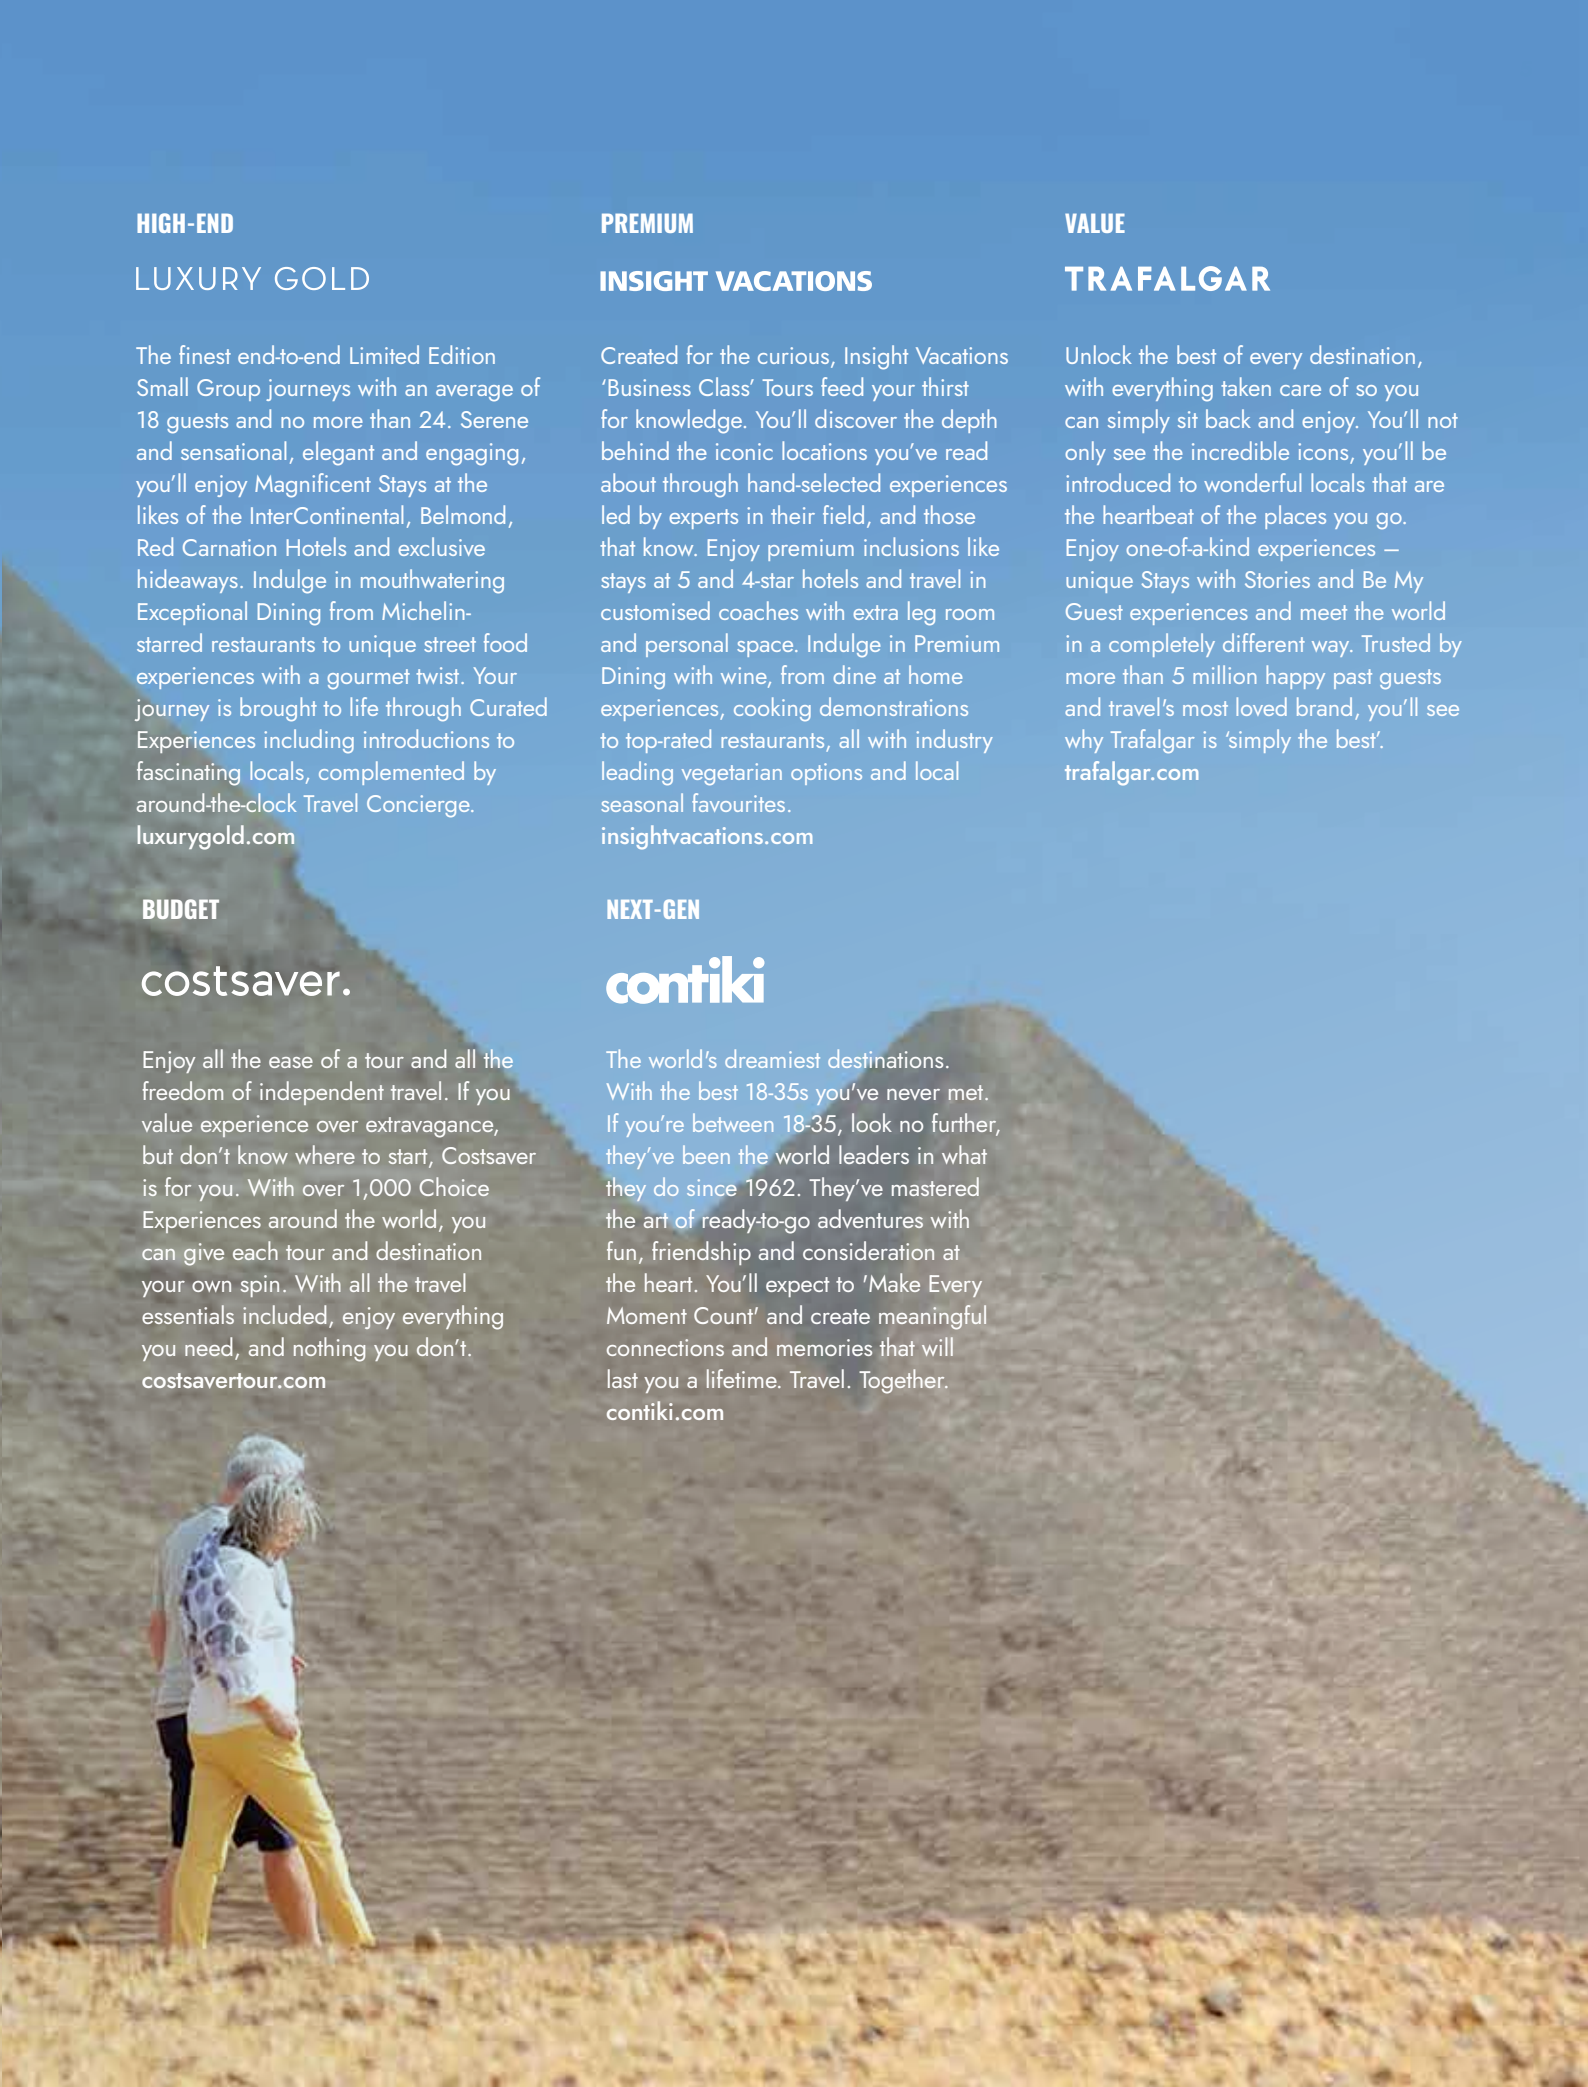 HIGH-END
LUXURY GOLD
The finest end-to-end Limited Edition
Small Group journeys with an average of
18 guests and no more than 24. Serene
and sensational, elegant and engaging,
you’ll enjoy Magnificent Stays at the
likes of the InterContinental, Belmond,
Red Carnation Hotels and exclusive
hideaways. Indulge in mouthwatering
Exceptional Dining from Michelin-
starred restaurants to unique street food
experiences with a gourmet twist. Your
journey is brought to life through Curated
Experiences including introductions to
fascinating locals, complemented by
around-the-clock Travel Concierge.
luxurygold.com
PREMIUM
INSIGHT VACATIONS
Created for the curious, Insight Vacations
‘Business Class’ Tours feed your thirst
for knowledge. You’ll discover the depth
behind the iconic locations you’ve read
about through hand-selected experiences
led by experts in their field, and those
that know. Enjoy premium inclusions like
stays at 5 and 4-star hotels and travel in
customised coaches with extra leg room
and personal space. Indulge in Premium
Dining with wine, from dine at home
experiences, cooking demonstrations
to top-rated restaurants, all with industry
leading vegetarian options and local
seasonal favourites.
insightvacations.com
VALUE
TRAFALGAR
Unlock the best of every destination,
with everything taken care of so you
can simply sit back and enjoy. You’ll not
only see the incredible icons, you’ll be
introduced to wonderful locals that are
the heartbeat of the places you go.
Enjoy one-of-a-kind experiences –
unique Stays with Stories and Be My
Guest experiences and meet the world
in a completely different way. Trusted by
more than 5 million happy past guests
and travel's most loved brand, you’ll see
why Trafalgar is ‘simply the best’.
trafalgar.com
BUDGET
costsaver.
Enjoy all the ease of a tour and all the
freedom of independent travel. If you
value experience over extravagance,
but don’t know where to start, Costsaver
is for you. With over 1,000 Choice
Experiences around the world, you
can give each tour and destination
your own spin. With all the travel
essentials included, enjoy everything
you need, and nothing you don’t.
costsavertour.com
NEXT-GEN
contiki
The world's dreamiest destinations.
With the best 18-35s you've never met.
If you’re between 18-35, look no further,
they’ve been the world leaders in what
they do since 1962. They’ve mastered
the art of ready-to-go adventures with
fun, friendship and consideration at
the heart. You’ll expect to 'Make Every
Moment Count' and create meaningful
connections and memories that will
last you a lifetime. Travel. Together.
contiki.com